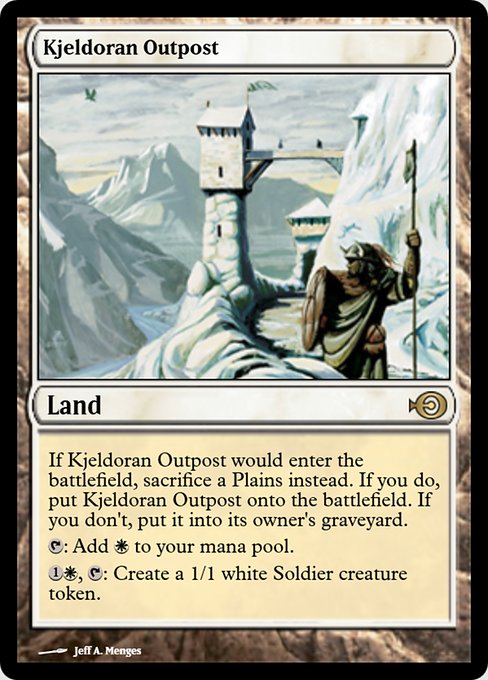 Kjeldoran Outpost
Land
If Kjeldoran Outpost would enter the
battlefield, sacrifice a Plains instead. If you do,
put Kjeldoran Outpost onto the battlefield. If
you don't, put it into its owner's graveyard.
: Add to your mana pool.
1, : Create a 1/1 white Soldier creature
token.
Jeff A. Menges